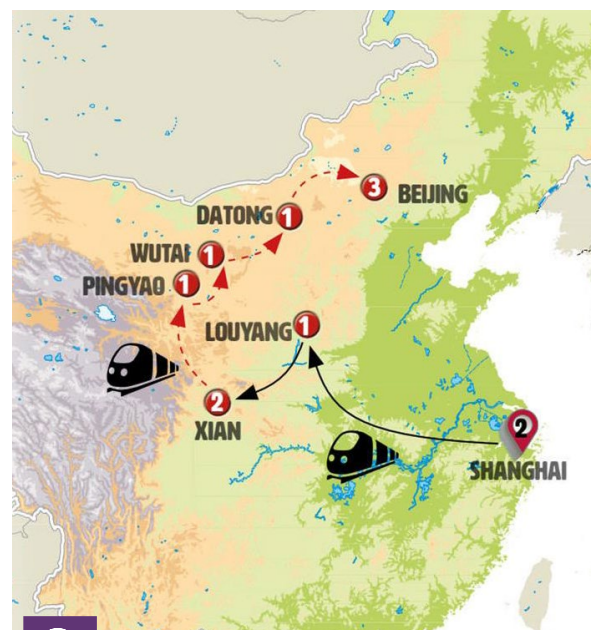 3 BEIJING
DATONG 1
WUTAI 1
PINGYAO 1
LOUYANG 1
2
XIAN
2
SHANGHAI